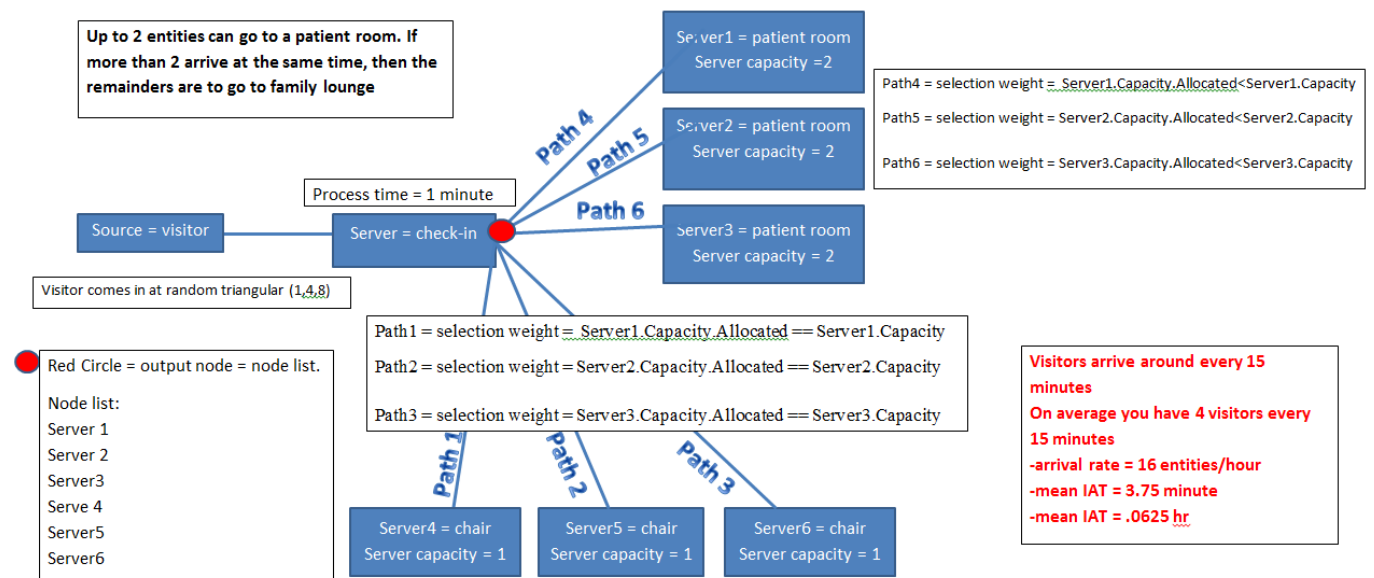 Up to 2 entities can go to a patient room. If
more than 2 arrive at the same time, then the
remainders are to go to family lounge
Server1 = patient room
Server capacity =2
Path4 = selection weight = Server1.Capacity.Allocated<Server1.Capacity
Path5 = selection weight = Server2.Capacity.Allocated<Server2.Capacity
Path6 = selection weight = Server3.Capacity.Allocated<Server3.Capacity
Path 4
Server2 = patient room
Server capacity = 2
Path 5
Process time = 1 minute
Path 6
Source = visitor
Server = check-in
Server3 = patient room
Server capacity = 2
Visitor comes in at random triangular (1,4,8)
Path1 = selection weight = Server1.Capacity.Allocated == Server1.Capacity
Path2 = selection weight = Server2.Capacity.Allocated == Server2.Capacity
Path3 = selection weight = Server3.Capacity.Allocated == Server3.Capacity
Red Circle = output node = node list.
Node list:
Server 1
Server 2
Server3
Serve 4
Server5
Server6
Visitors arrive around every 15
minutes
On average you have 4 visitors every
15 minutes
-arrival rate = 16 entities/hour
-mean IAT = 3.75 minute
-mean IAT = .0625 hr
Path 1
Path 2
Path 3
Server4 = chair
Server capacity = 1
Server5 = chair
Server capacity = 1
Server6 = chair
Server capacity = 1